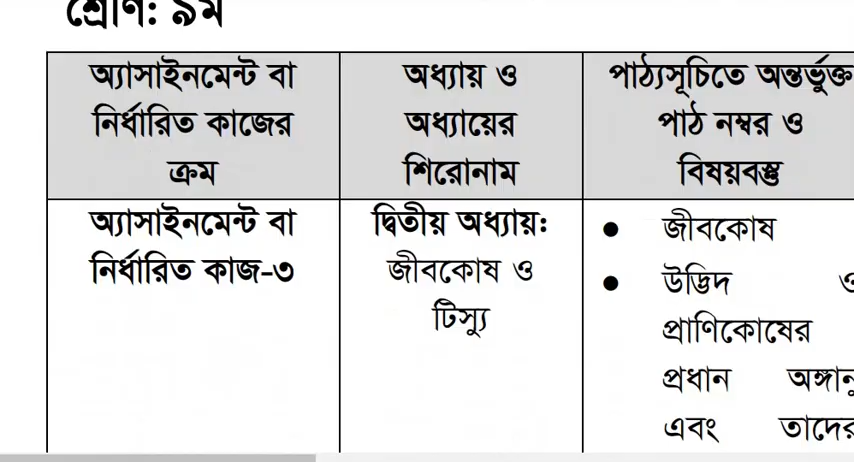 শ্রেণি: ৯ম
অ্যাসাইনমেন্ট বা
নির্ধারিত কাজের
ক্রম
অধ্যায় ও
অধ্যায়ের
শিরোনাম
পাঠ্যসূচিতে অন্তর্ভুক্ত
পাঠ নম্বর ও
বিষয়বস্তু
অ্যাসাইনমেন্ট বা
নির্ধারিত কাজ-৩
দ্বিতীয় অধ্যায়:
জীবকোষ ও
টিস্যু
● জীবকোষ
● উদ্ভিদ ও
প্রাণিকোষের
প্রধান
এবং তাদের